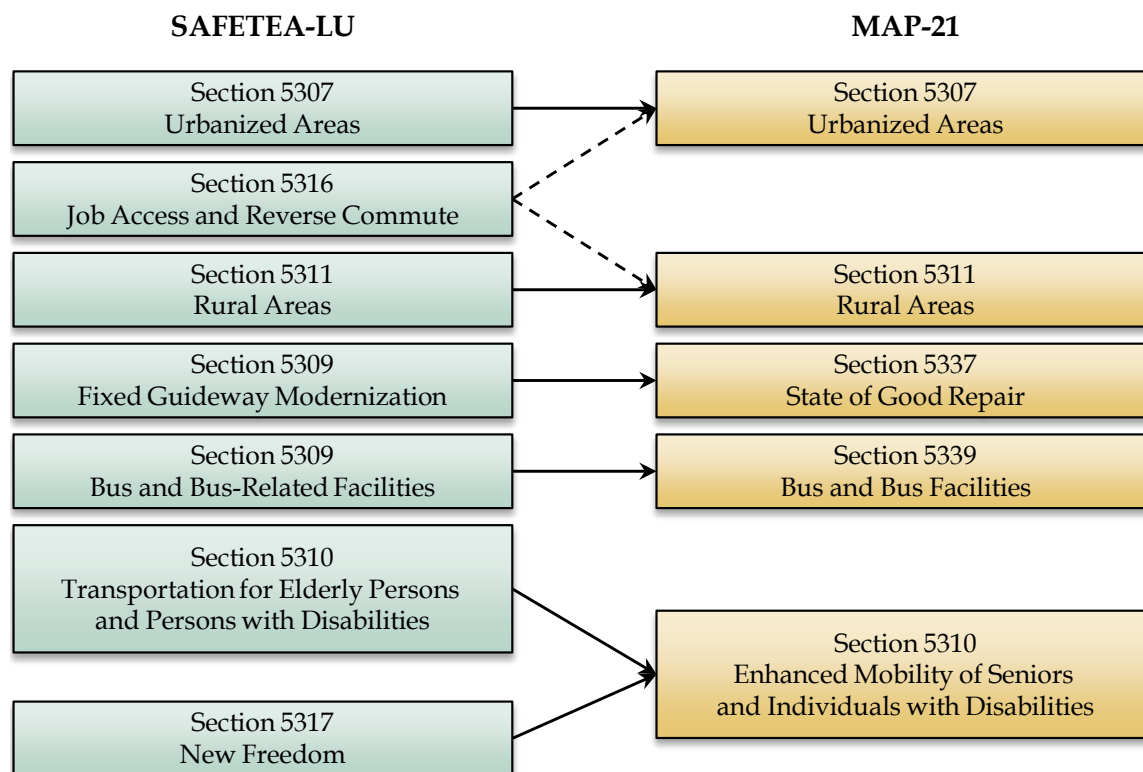 SAFETEA-LU
MAP-21
Section 5307
Urbanized Areas
Section 5307
Urbanized Areas
Section 5316
Job Access and Reverse Commute
Section 5311
Rural Areas
Section 5311
Rural Areas
Section 5309
Fixed Guideway Modernization
Section 5337
State of Good Repair
Section 5309
Bus and Bus-Related Facilities
Section 5339
Bus and Bus Facilities
Section 5310
Transportation for Elderly Persons
and Persons with Disabilities
Section 5310
Enhanced Mobility of Seniors
and Individuals with Disabilities
Section 5317
New Freedom